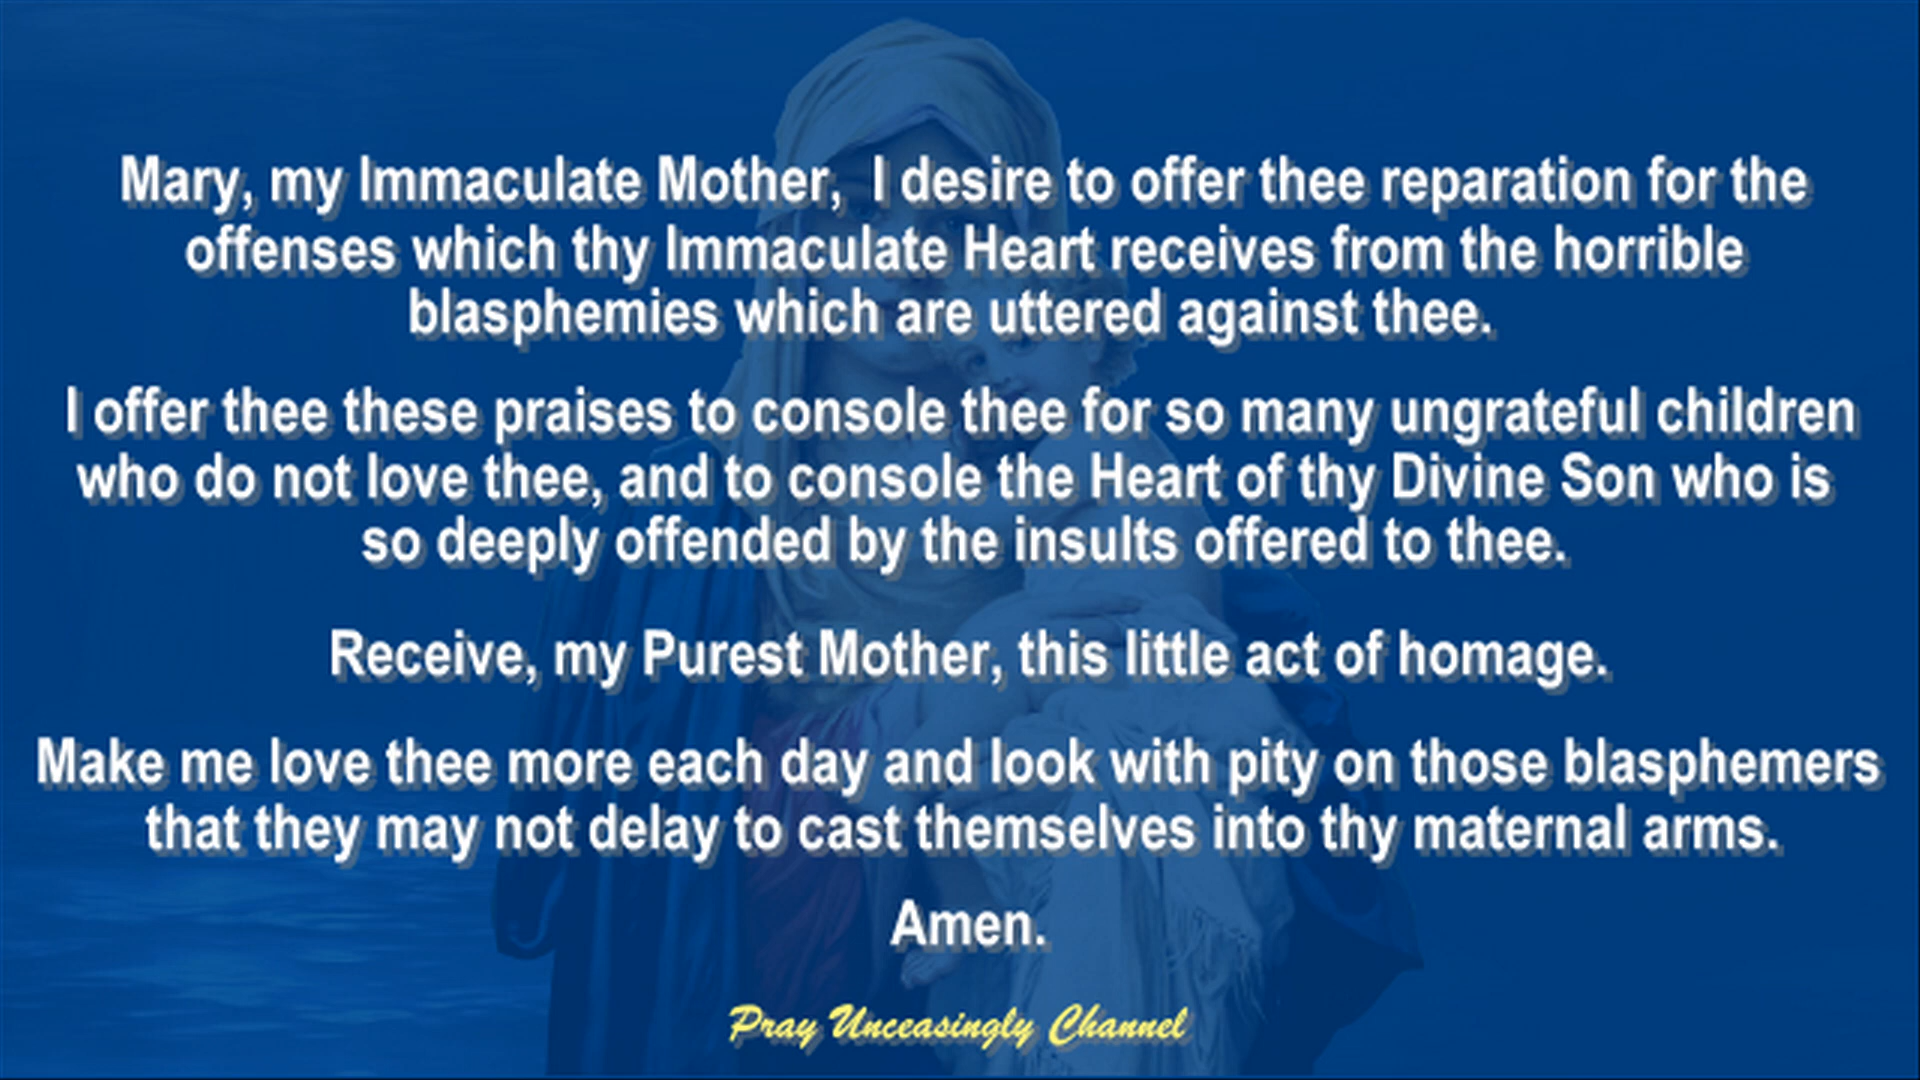 Mary, my Immaculate Mother,  I desire to offer thee reparation for the
offenses which thy Immaculate Heart receives from the horrible
blasphemies which are uttered against thee.
I offer thee these praises to console thee for so many ungrateful children
who do not love thee, and to console the Heart of thy Divine Son who is
so deeply offended by the insults offered to thee.
Receive, my Purest Mother, this little act of homage.
Make me love thee more each day and look with pity on those blasphemers
that they may not delay to cast themselves into thy maternal arms.
Amen.
Pray Unceasingly Channel